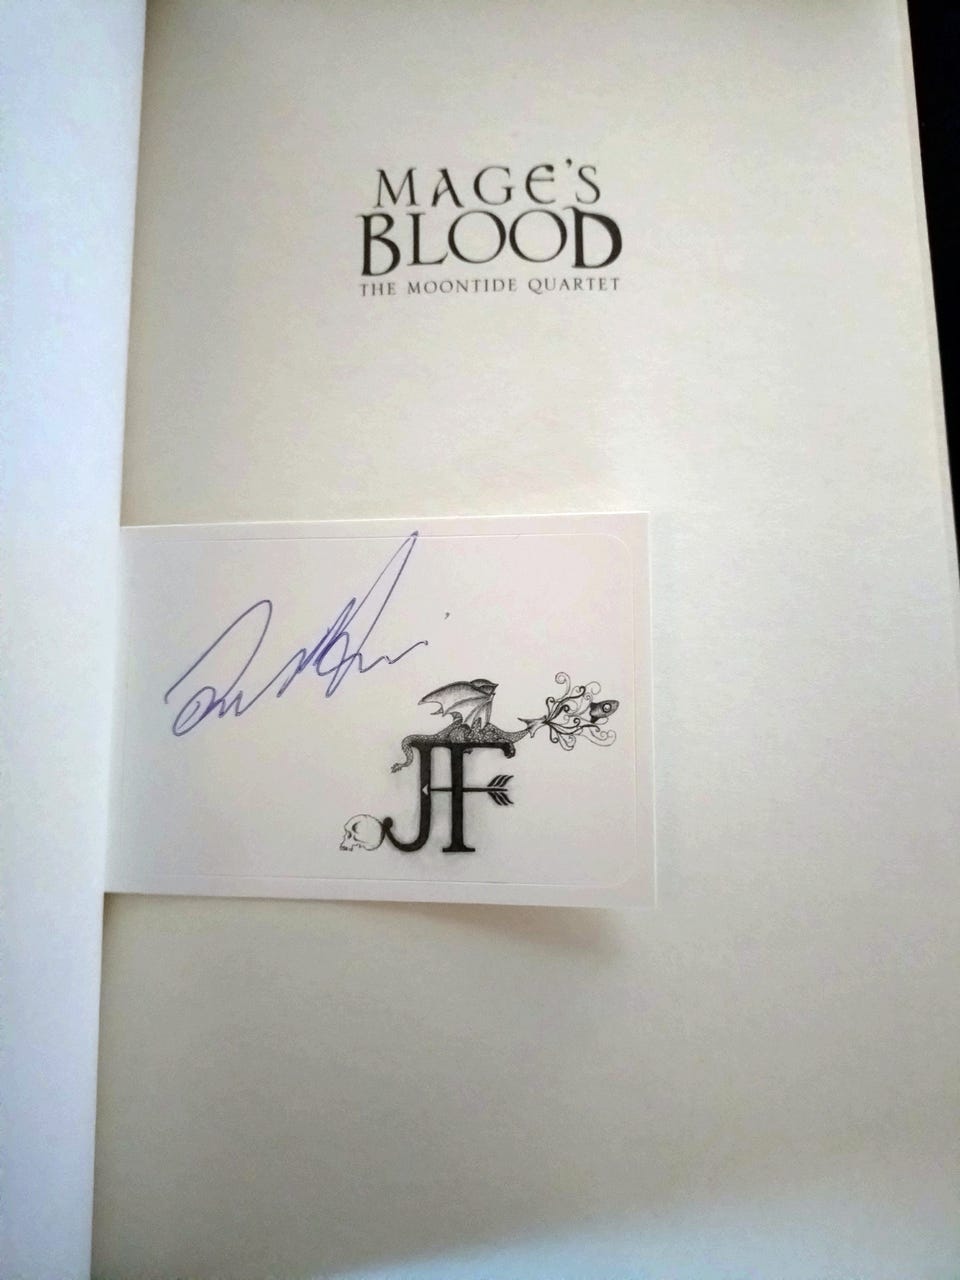 MAGE'S
BLOOD
THE MOONTIDE QUARTET
JF